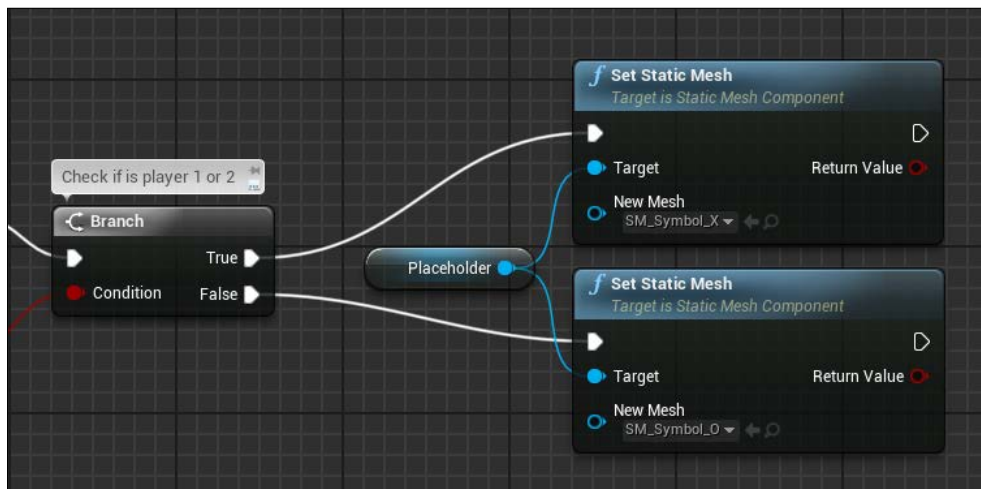 Check if is player 1 or 2
Branch
True
Condition
False
Placeholder
f Set Static Mesh
Target is Static Mesh Component
Target
Return Value
New Mesh
SM_Symbol_X
f Set Static Mesh
Target is Static Mesh Component
Target
Return Value
New Mesh
SM_Symbol_O